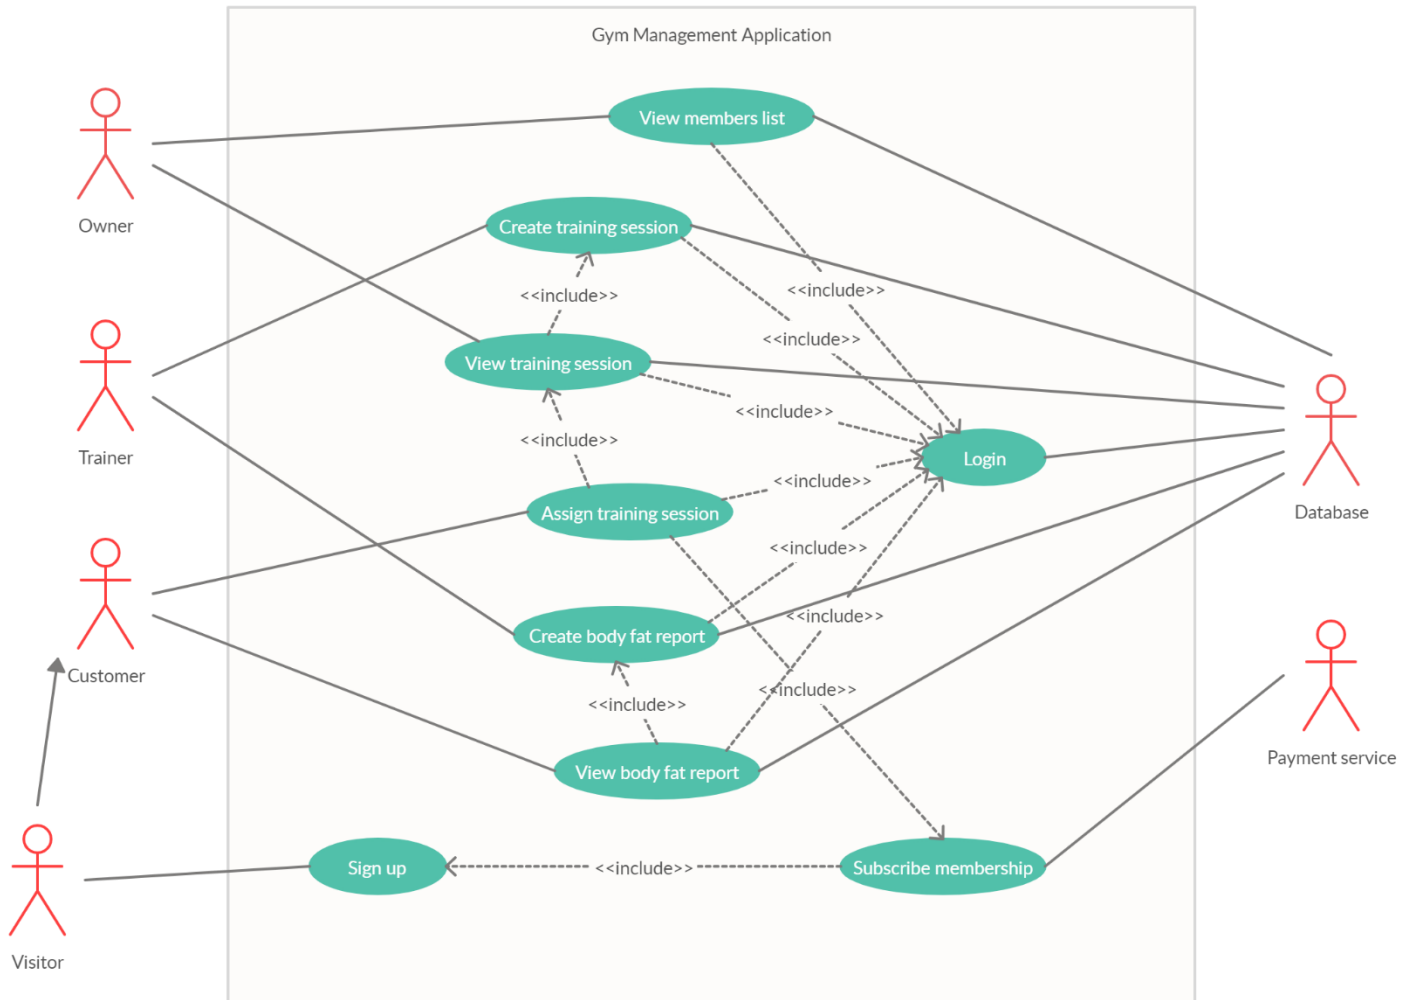 Gym Management Application
View members list
Owner
Create training session
<<include>>
<<include>>
<<include>>
Trainer
View training session
<<include>>
<<include>>
Login
Database
<<include>>
Assign training session
<<include>>
Customer
<<include>>
Create body fat report
<<include>>
<<include>>
Payment service
View body fat report
Sign up
<<include>>
Subscribe membership
Visitor